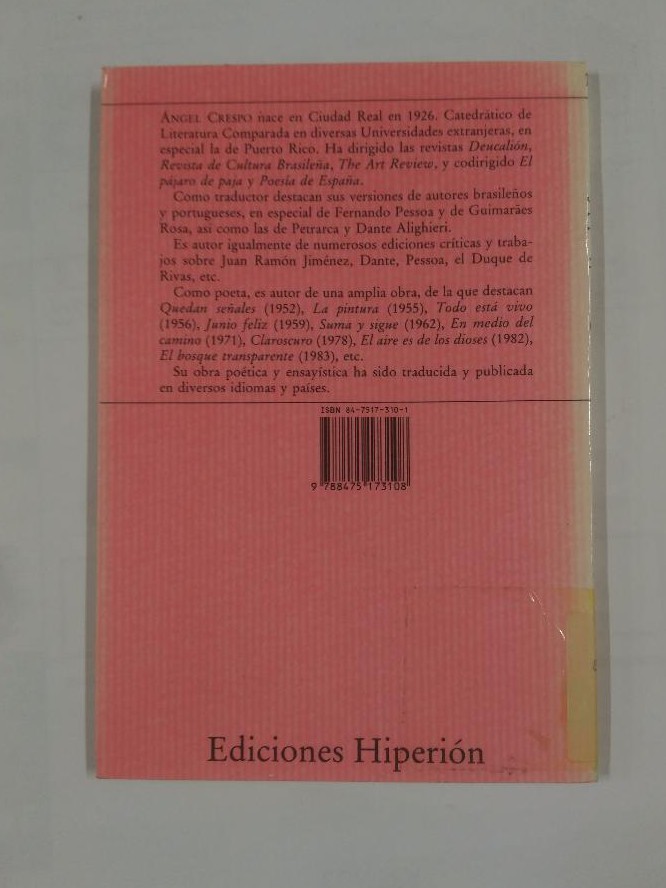 ÁNGEL CRESPO nace en Ciudad Real en 1926. Catedrático de
Literatura Comparada en diversas Universidades extranjeras, en
especial la de Puerto Rico. Ha dirigido las revistas Deucalión,
Revista de Cultura Brasileña, The Art Review, y codirigido El
pájaro de paja y Poesía de España.
Como traductor destacan sus versiones de autores brasileños
y portugueses, en especial de Fernando Pessoa y de Guimarães
Rosa, así como las de Petrarca y Dante Alighieri.
Es autor igualmente de numerosos ediciones críticas y traba-
jos sobre Juan Ramón Jiménez, Dante, Pessoa, el Duque de
Rivas, etc.
Como poeta, es autor de una amplia obra, de la que destacan
Quedan señales (1952), La pintura (1955), Todo está vivo
(1956), Junio feliz (1959), Suma y sigue (1962), En medio del
camino (1971), Claroscuro (1978), El aire es de los dioses (1982),
El bosque transparente (1983), etc.
Su obra poética y ensayística ha sido traducida y publicada
en diversos idiomas y países.
ISBN 84-7517-310-1
9 788475 173108
Ediciones Hiperión